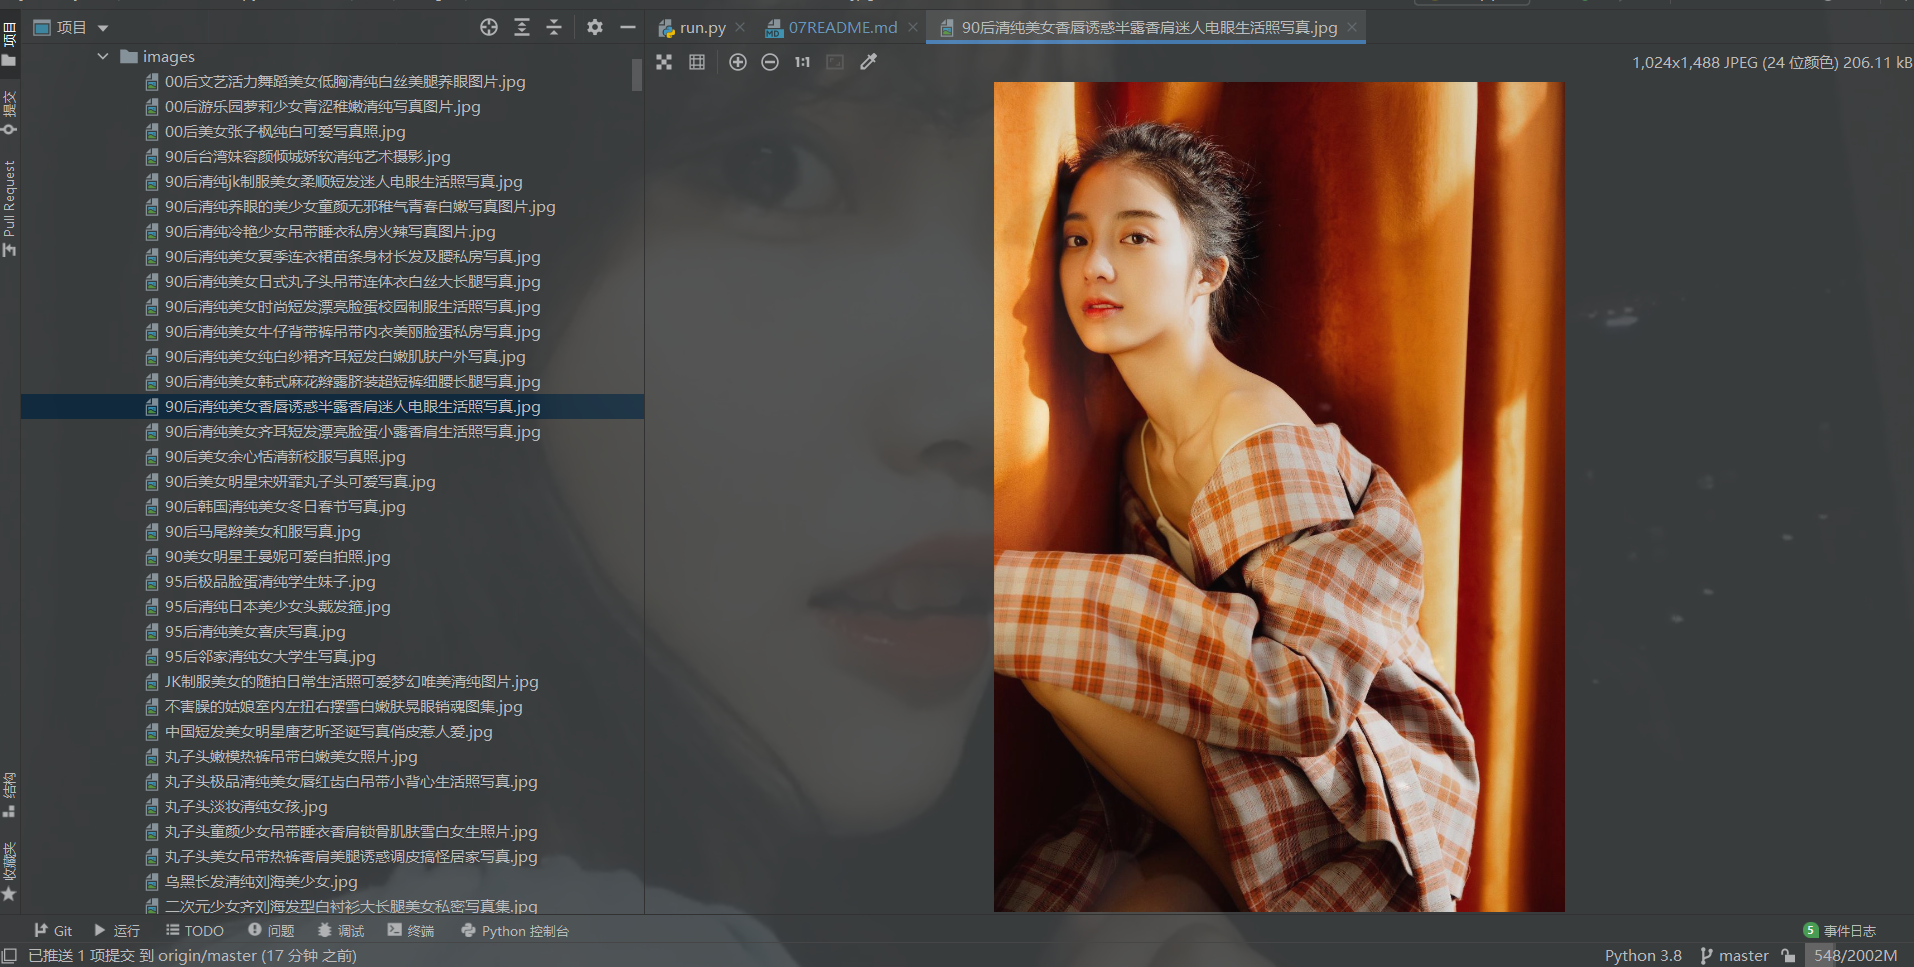 项目
run.py
07README.md
90后清纯美女香唇诱惑半露香肩迷人电眼生活照写真.jpg
1:1
1,024x1,488 JPEG (24 位颜色) 206.11 kB
项目
提交
Pull Request
结构
收藏夹
images
00后文艺活力舞蹈美女低胸清纯白丝美腿养眼图片.jpg
00后游乐园萝莉少女青涩稚嫩清纯写真图片.jpg
00后美女张子枫纯白可爱写真照.jpg
90后台湾妹容颜倾城娇软清纯艺术摄影.jpg
90后清纯jk制服美女柔顺短发迷人电眼生活照写真.jpg
90后清纯养眼的美少女童颜无邪稚气青春白嫩写真图片.jpg
90后清纯冷艳少女吊带睡衣私房火辣写真图片.jpg
90后清纯美女夏季连衣裙苗条身材长发及腰私房写真.jpg
90后清纯美女日式丸子头吊带连体衣白丝大长腿写真.jpg
90后清纯美女时尚短发漂亮脸蛋校园制服生活照写真.jpg
90后清纯美女牛仔背带裤吊带内衣美丽脸蛋私房写真.jpg
90后清纯美女纯白纱裙齐耳短发白嫩肌肤户外写真.jpg
90后清纯美女韩式麻花辫露脐装超短裤细腰长腿写真.jpg
90后清纯美女香唇诱惑半露香肩迷人电眼生活照写真.jpg
90后清纯美女齐耳短发漂亮脸蛋小露香肩生活照写真.jpg
90后美女余心恬清新校服写真照.jpg
90后美女明星宋妍霏丸子头可爱写真.jpg
90后韩国清纯美女冬日春节写真.jpg
90后马尾辫美女和服写真.jpg
90美女明星王曼妮可爱自拍照.jpg
95后极品脸蛋清纯学生妹子.jpg
95后清纯日本美少女头戴发箍.jpg
95后清纯美女喜庆写真.jpg
95后邻家清纯女大学生写真.jpg
JK制服美女的随拍日常生活照可爱梦幻唯美清纯图片.jpg
不害臊的姑娘室内左扭右摆雪白嫩肤晃眼销魂图集.jpg
中国短发美女明星唐艺昕圣诞写真俏皮惹人爱.jpg
丸子头嫩模热裤吊带白嫩美女照片.jpg
丸子头极品清纯美女唇红齿白吊带小背心生活照写真.jpg
丸子头淡妆清纯女孩.jpg
丸子头童颜少女吊带睡衣香肩锁骨肌肤雪白女生照片.jpg
丸子头美女吊带热裤香肩美腿诱惑调皮搞怪居家写真.jpg
乌黑长发清纯刘海美少女.jpg
二次元少女齐刘海发型白衬衫大长腿美女私密写真集.jpg
Git
运行
TODO
问题
调试
终端
Python 控制台
5 事件日志
已推送 1 项提交 到 origin/master (17 分钟 之前)
Python 3.8
master
548/2002M